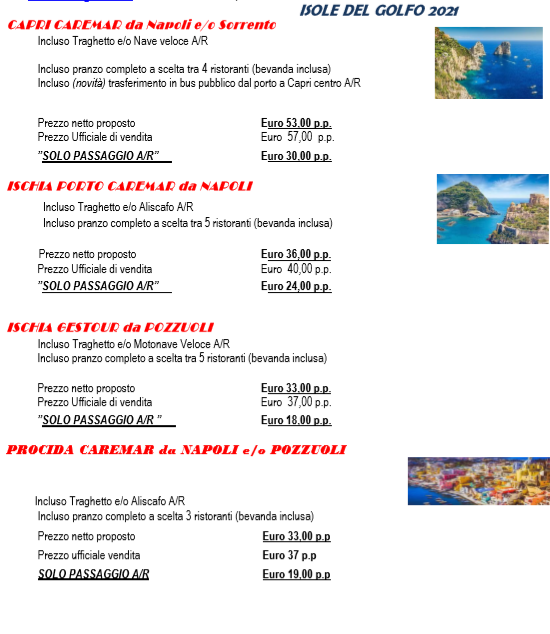 ISOLE DEL GOLFO 2021
CAPRI CAREMAR da Napoli e/o Sorrento
Incluso Traghetto e/o Nave veloce A/R
Incluso pranzo completo a scelta tra 4 ristoranti (bevanda inclusa)
Incluso (novità) trasferimento in bus pubblico dal porto a Capri centro A/R
Prezzo netto proposto Euro 53,00 p.p.
Prezzo Ufficiale di vendita Euro 57,00 p.p.
"SOLO PASSAGGIO A/R" Euro 30,00 p.p.
ISCHIA PORTO CAREMAR da NAPOLI
Incluso Traghetto e/o Aliscafo A/R
Incluso pranzo completo a scelta tra 5 ristoranti (bevanda inclusa)
Prezzo netto proposto Euro 36,00 p.p.
Prezzo Ufficiale di vendita Euro 40,00 p.p.
"SOLO PASSAGGIO A/R" Euro 24,00 p.p.
ISCHIA GESTOUR da POZZUOLI
Incluso Traghetto e/o Motonave Veloce A/R
Incluso pranzo completo a scelta tra 5 ristoranti (bevanda inclusa)
Prezzo netto proposto Euro 33,00 p.p.
Prezzo Ufficiale di vendita Euro 37,00 p.p.
"SOLO PASSAGGIO A/R " Euro 18,00 p.p.
PROCIDA CAREMAR da NAPOLI e/o POZZUOLI
Incluso Traghetto e/o Aliscafo A/R
Incluso pranzo completo a scelta 3 ristoranti (bevanda inclusa)
Prezzo netto proposto Euro 33,00 p.p
Prezzo ufficiale vendita Euro 37 p.p
SOLO PASSAGGIO A/R Euro 19,00 p.p